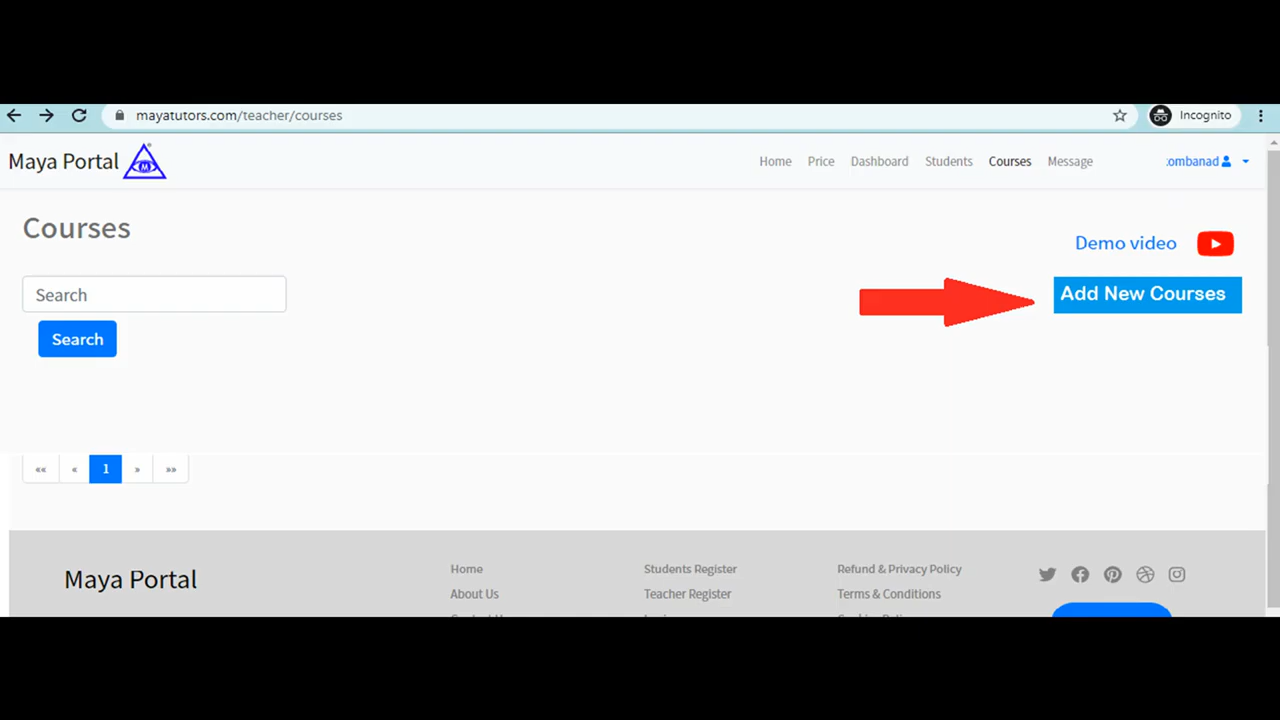 mayatutors.com/teacher/courses
Incognito
Maya Portal
M
Home Price Dashboard Students Courses Message
ombanad
Courses
Demo video
Search
Add New Courses
Search
«« « 1 » »»
Maya Portal
Home Students Register Refund & Privacy Policy
About Us Teacher Register Terms & Conditions